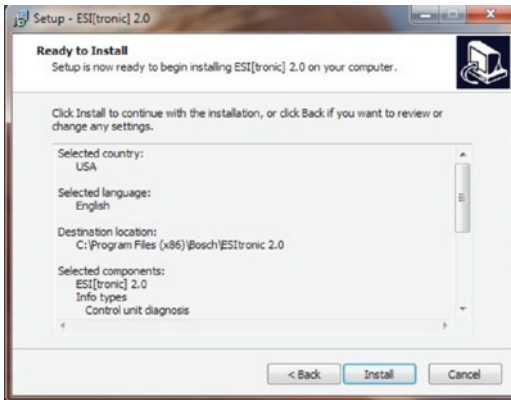 Setup - ESI[tronic] 2.0
Ready to Install
Setup is now ready to begin installing ESI[tronic] 2.0 on your computer.
Click Install to continue with the installation, or click Back if you want to review or
change any settings.
Selected country:
USA
Selected language:
English
Destination location:
C:\Program Files (x86)\Bosch\ESItronic 2.0
Selected components:
ESI[tronic] 2.0
Info types
Control unit diagnosis
< Back
Install
Cancel